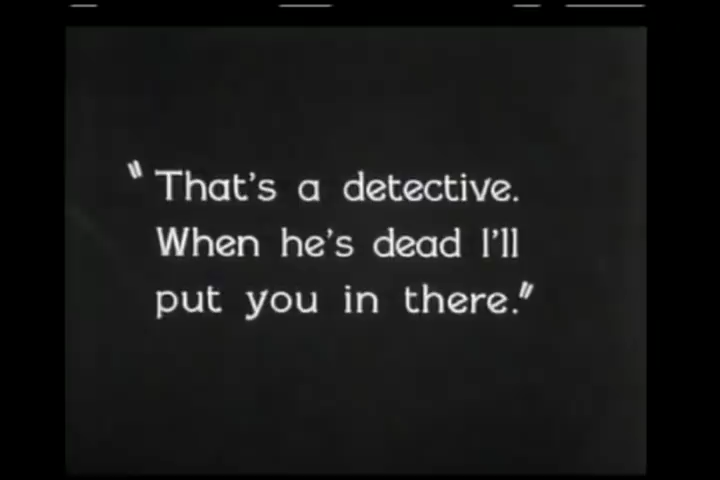 "That's a detective.
When he's dead I'll
put you in there."